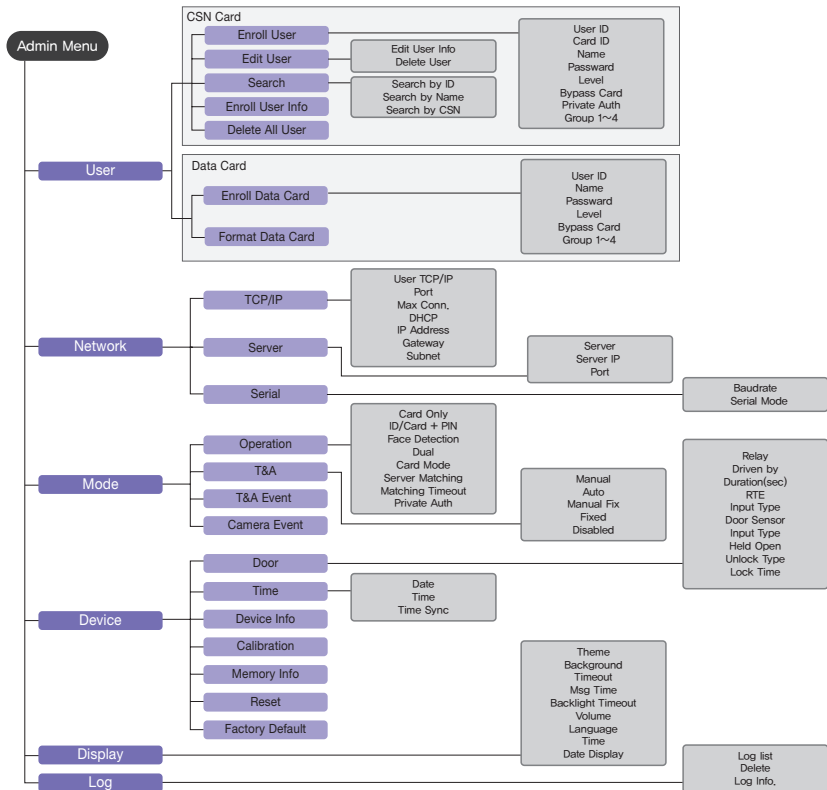 Admin Menu
CSN Card
Enroll User
User ID
Card ID
Name
Passward
Level
Bypass Card
Private Auth
Group 1~4
Edit User
Edit User Info
Delete User
Search
Search by ID
Search by Name
Search by CSN
Enroll User Info
Delete All User
User
Data Card
Enroll Data Card
User ID
Name
Passward
Level
Bypass Card
Group 1~4
Format Data Card
Network
TCP/IP
User TCP/IP
Port
Max Conn.
DHCP
IP Address
Gateway
Subnet
Server
Server
Server IP
Port
Serial
Baudrate
Serial Mode
Mode
Operation
Card Only
ID/Card + PIN
Face Detection
Dual
Card Mode
Server Matching
Matching Timeout
Private Auth
T&A
Manual
Auto
Manual Fix
Fixed
Disabled
T&A Event
Camera Event
Device
Door
Relay
Driven by
Duration(sec)
RTE
Input Type
Door Sensor
Input Type
Held Open
Unlock Type
Lock Time
Time
Date
Time
Time Sync
Device Info
Calibration
Memory Info
Reset
Factory Default
Display
Theme
Background
Timeout
Msg Time
Backlight Timeout
Volume
Language
Time
Date Display
Log
Log list
Delete
Log Info.